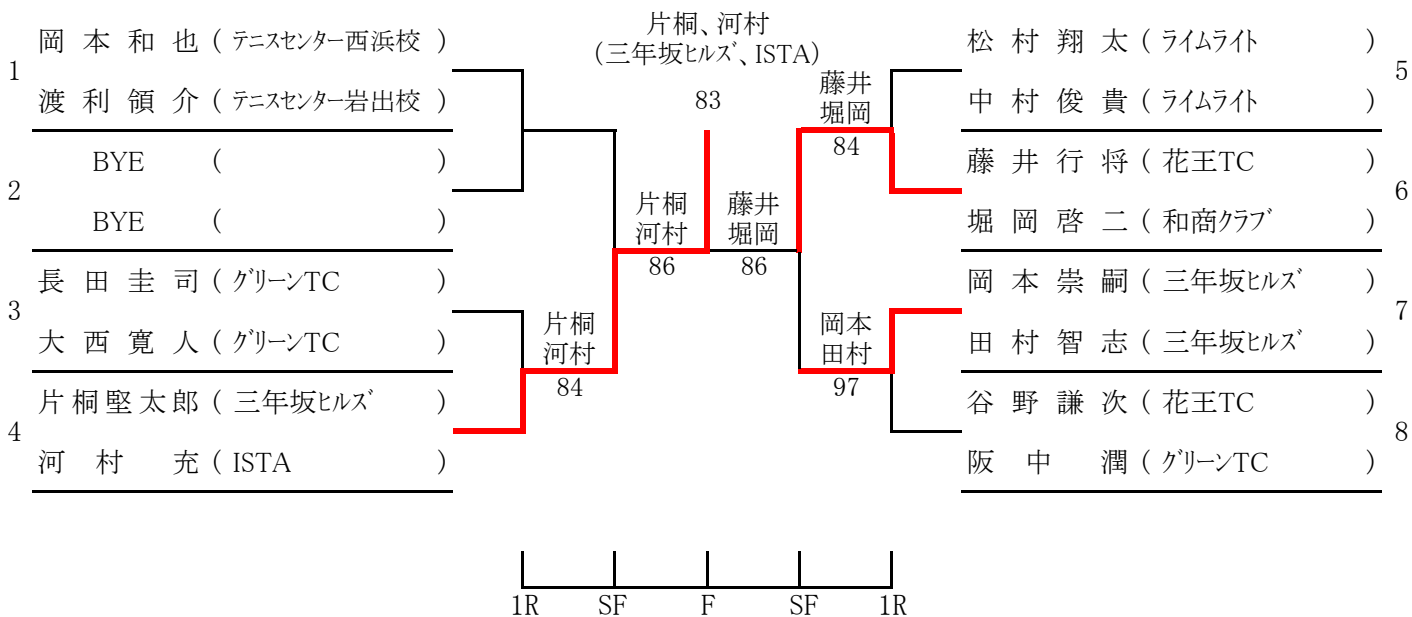 片桐、河村
(三年坂ﾋﾙｽﾞ、ISTA)
83
1
岡本和也 ( ﾃﾆｽｾﾝﾀｰ西浜校 )
渡利領介 ( ﾃﾆｽｾﾝﾀｰ岩出校 )
2
BYE ( )
BYE ( )
3
長田圭司 ( ｸﾞﾘｰﾝTC )
大西寛人 ( ｸﾞﾘｰﾝTC )
4
片桐堅太郎 ( 三年坂ﾋﾙｽﾞ )
河村 充 ( ISTA )
片桐
河村
84
片桐
河村
86
藤井
堀岡
86
藤井
堀岡
84
岡本
田村
97
松村翔太 ( ﾗｲﾑﾗｲﾄ )
中村俊貴 ( ﾗｲﾑﾗｲﾄ )
5
藤井行将 ( 花王TC )
堀岡啓二 ( 和商ｸﾗﾌﾞ )
6
岡本崇嗣 ( 三年坂ﾋﾙｽﾞ )
田村智志 ( 三年坂ﾋﾙｽﾞ )
7
谷野謙次 ( 花王TC )
阪中 潤 ( ｸﾞﾘｰﾝTC )
8
1R SF F SF 1R